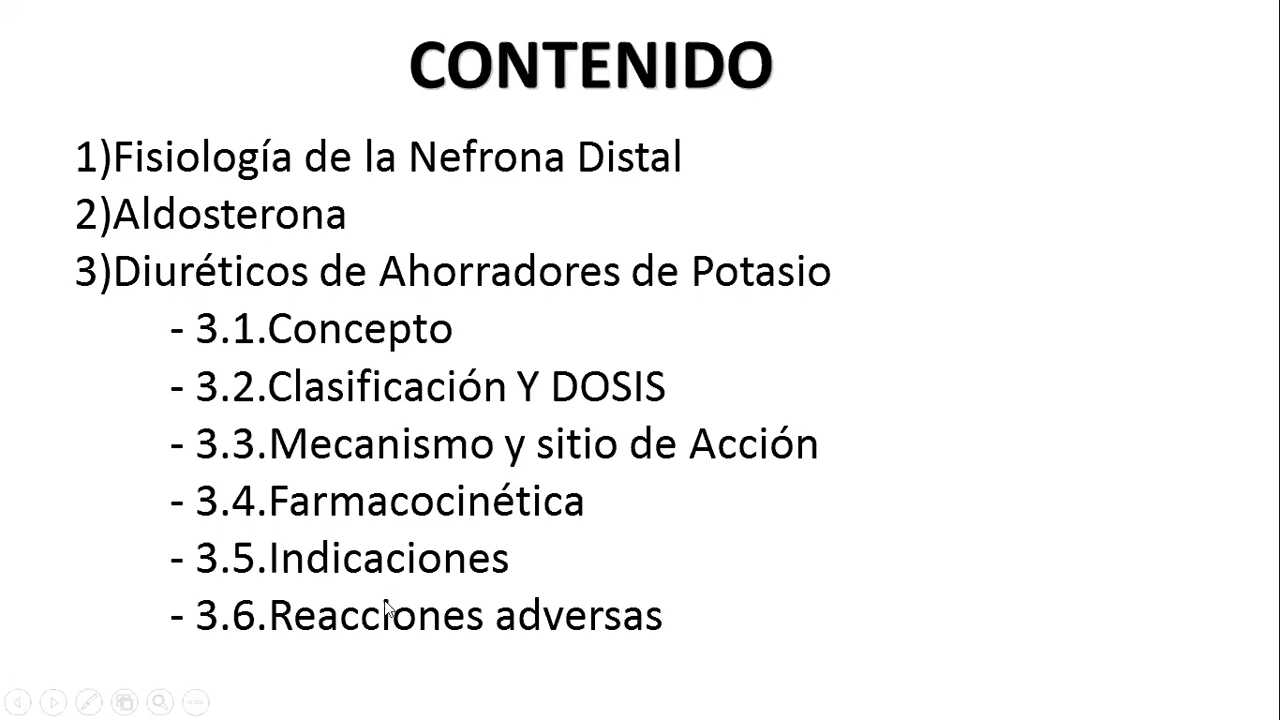 CONTENIDO
1)Fisiología de la Nefrona Distal
2)Aldosterona
3)Diuréticos de Ahorradores de Potasio
- 3.1.Concepto
- 3.2.Clasificación Y DOSIS
- 3.3.Mecanismo y sitio de Acción
- 3.4.Farmacocinética
- 3.5.Indicaciones
- 3.6.Reacciones adversas